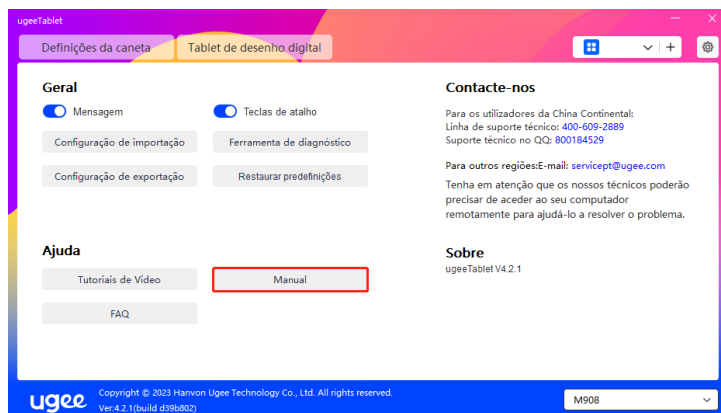 ugeeTablet
Definições da caneta
Tablet de desenho digital
Geral
Mensagem
Teclas de atalho
Configuração de importação
Ferramenta de diagnóstico
Configuração de exportação
Restaurar predefinições
Ajuda
Tutoriais de Vídeo
Manual
FAQ
Contacte-nos
Para os utilizadores da China Continental:
Linha de suporte técnico: 400-609-2889
Suporte técnico no QQ: 800184529
Para outros regiões:E-mail: servicept@ugee.com
Tenha em atenção que os nossos técnicos poderão
precisar de aceder ao seu computador
remotamente para ajudá-lo a resolver o problema.
Sobre
ugeeTablet V4.2.1
ugee
Copyright © 2023 Hanvon Ugee Technology Co., Ltd. All rights reserved.
Ver.4.2.1(build d39b802)
M908